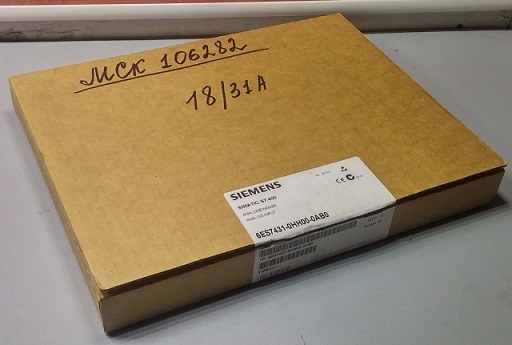 МСК 106282
18/31А
SIEMENS
SIMATIC S7-400
ANALOGEINGABE
ANALOG INPUT
6ES7431-0HH00-0AB0